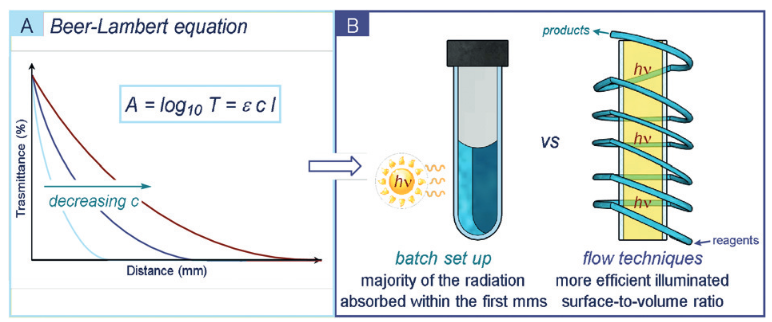 A Beer-Lambert equation
A = log10 T = ε c l
Trasmittance (%)
decreasing c
Distance (mm)
B
hν
batch set up
majority of the radiation
absorbed within the first mms
vs
products
hν
hν
hν
reagents
flow techniques
more efficient illuminated
surface-to-volume ratio